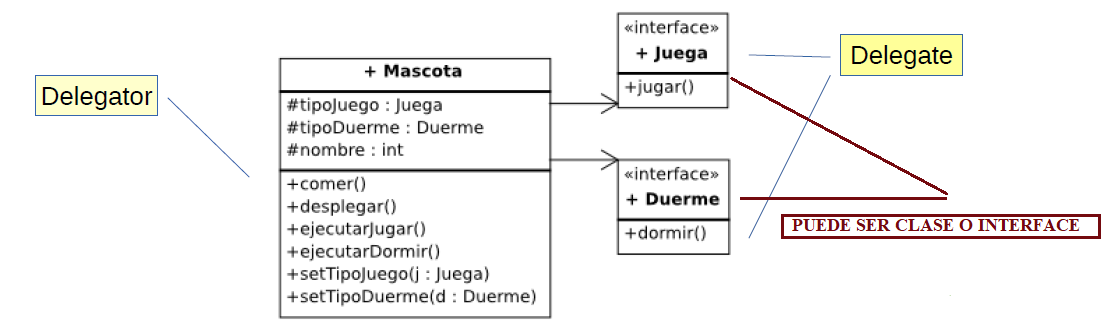 Delegator
+ Mascota
#tipoJuego : Juega
#tipoDuerme : Duerme
#nombre : int
+comer()
+desplegar()
+ejecutarJugar()
+ejecutarDormir()
+setTipoJuego(j : Juega)
+setTipoDuerme(d : Duerme)
«interface»
+ Juega
+jugar()
«interface»
+ Duerme
+dormir()
Delegate
PUEDE SER CLASE O INTERFACE